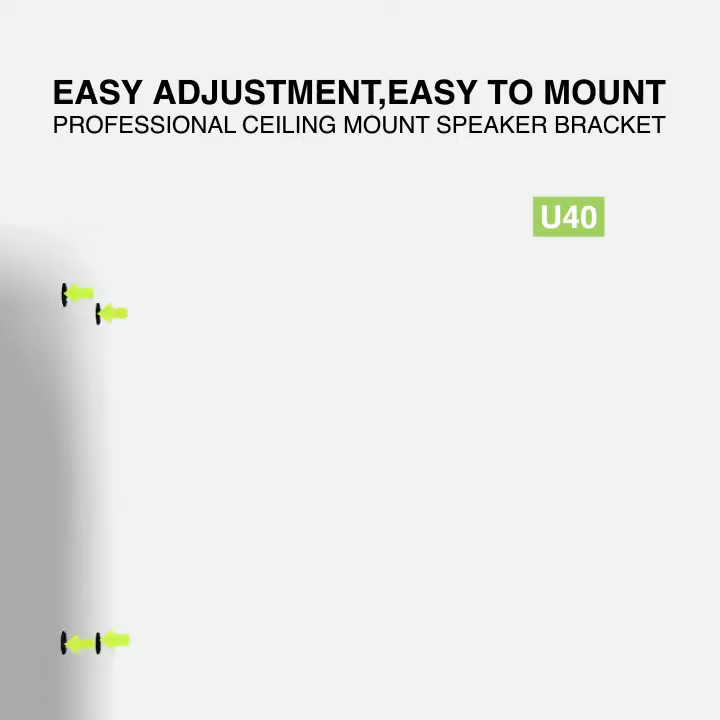 EASY ADJUSTMENT,EASY TO MOUNT
PROFESSIONAL CEILING MOUNT SPEAKER BRACKET
U40